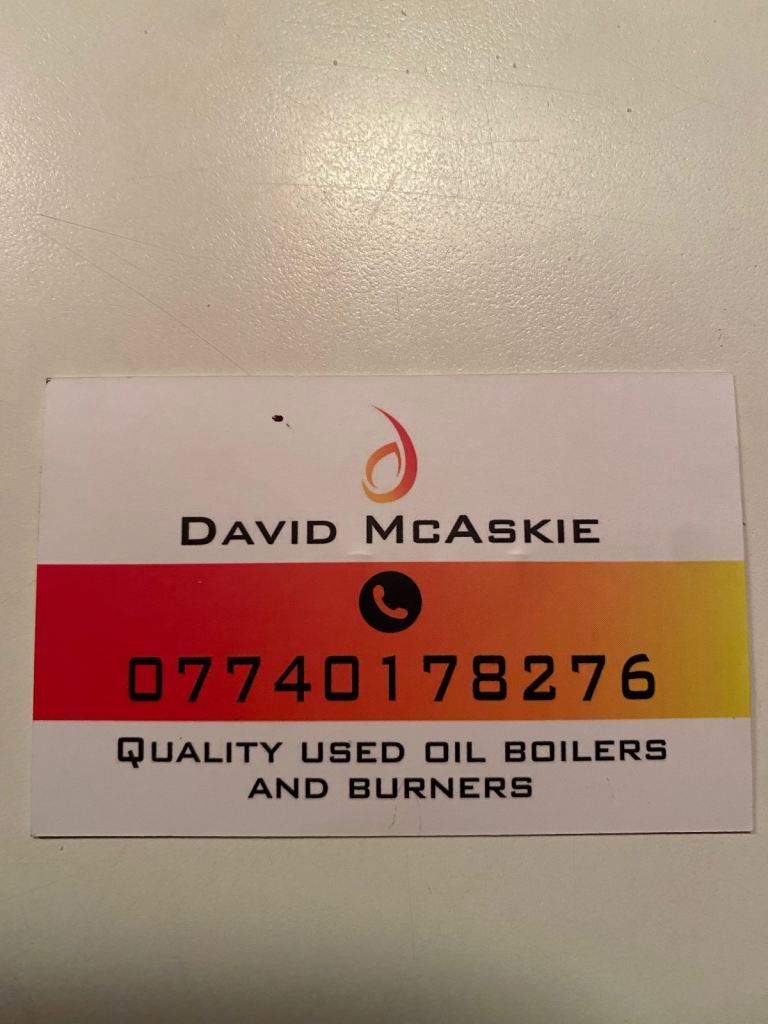 David McAskie
07740178276
Quality used oil boilers
and burners